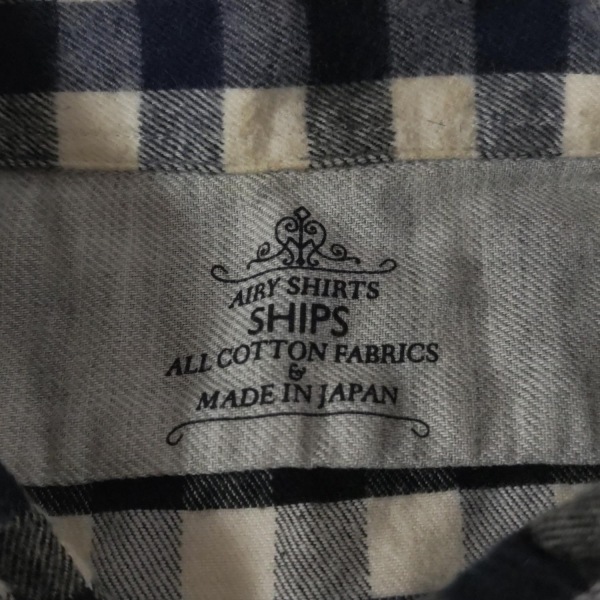 AIRY SHIRTS
SHIPS
ALL COTTON FABRICS
&
MADE IN JAPAN